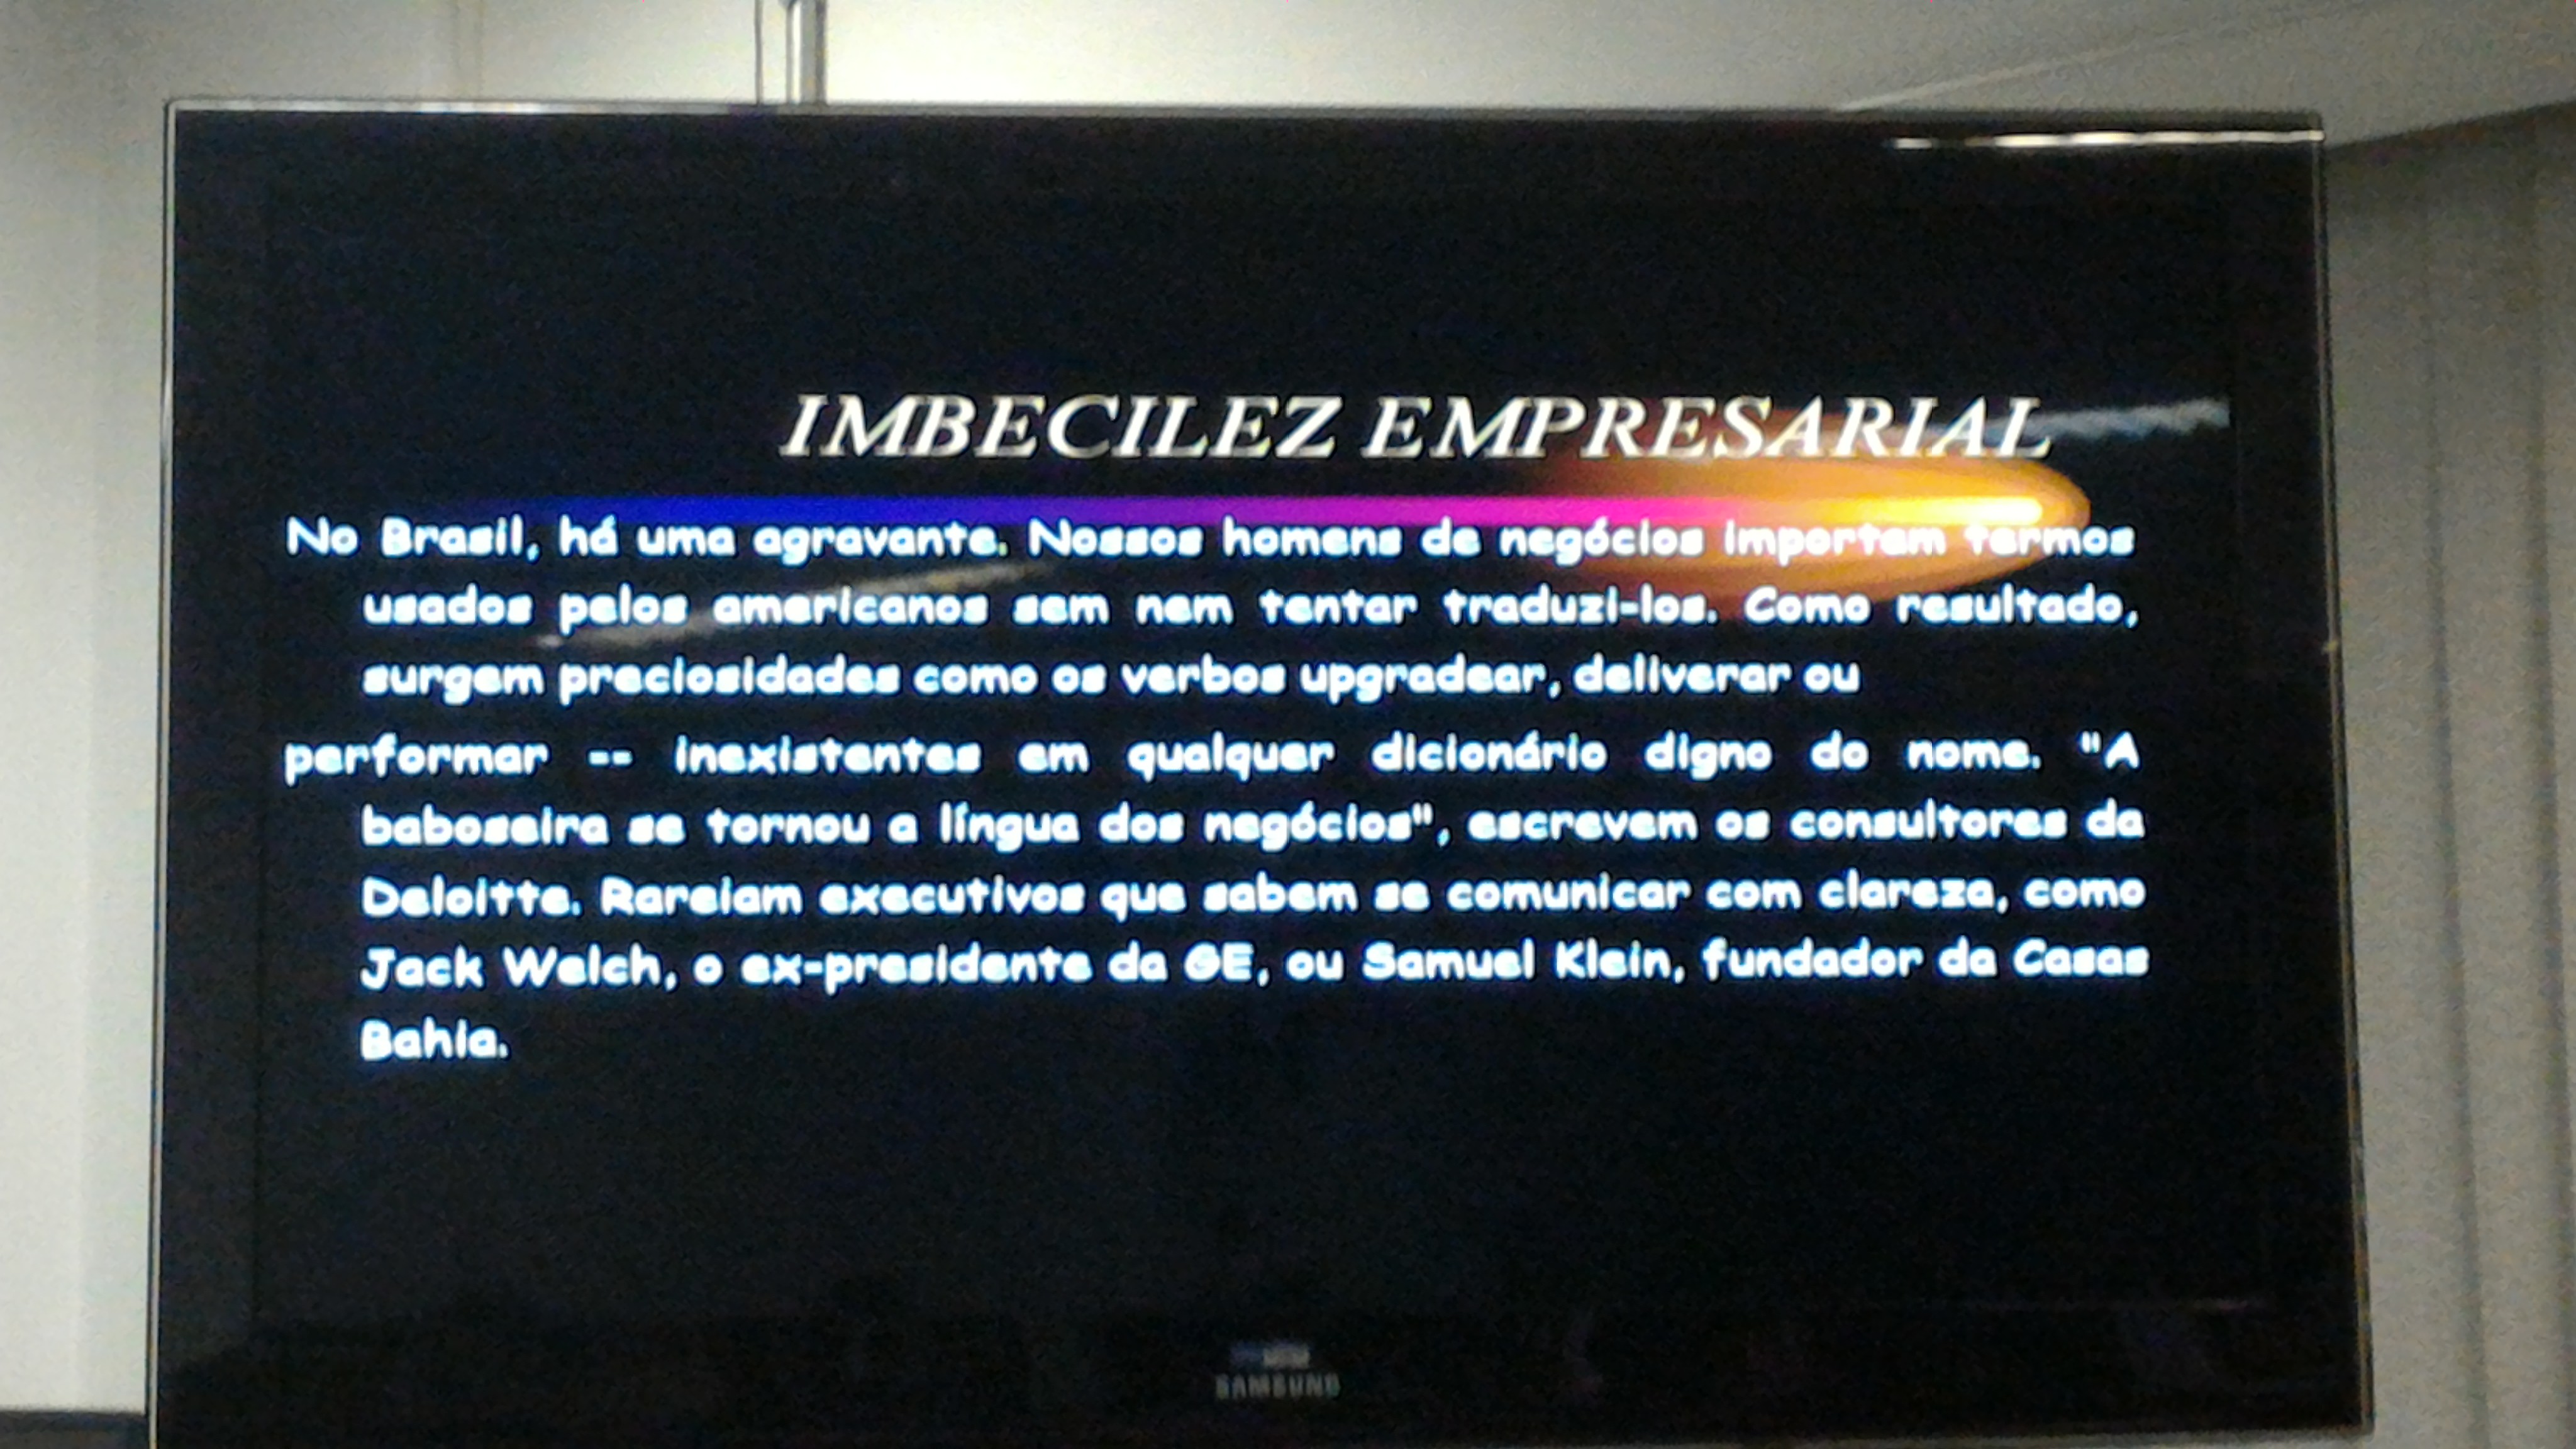 IMBECILEZ EMPRESARIAL
No Brasil, há uma agravante. Nossos homens de negócios importam termos
usados pelos americanos sem nem tentar traduzi-los. Como resultado,
surgem preciosidades como os verbos upgradear, deliverar ou
performar -- inexistentes em qualquer dicionário digno do nome. "A
baboseira se tornou a língua dos negócios", escrevem os consultores da
Deloitte. Rareiam executivos que sabem se comunicar com clareza, como
Jack Welch, o ex-presidente da GE, ou Samuel Klein, fundador da Casas
Bahia.
SAMSUNG